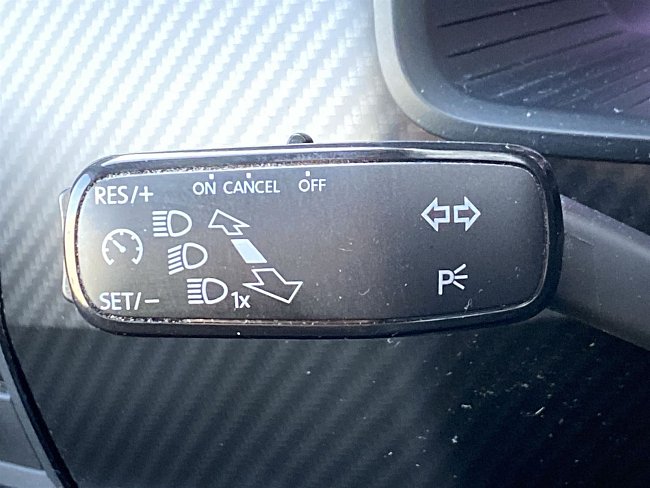 RES/+ ON CANCEL OFF
SET/− 1x P